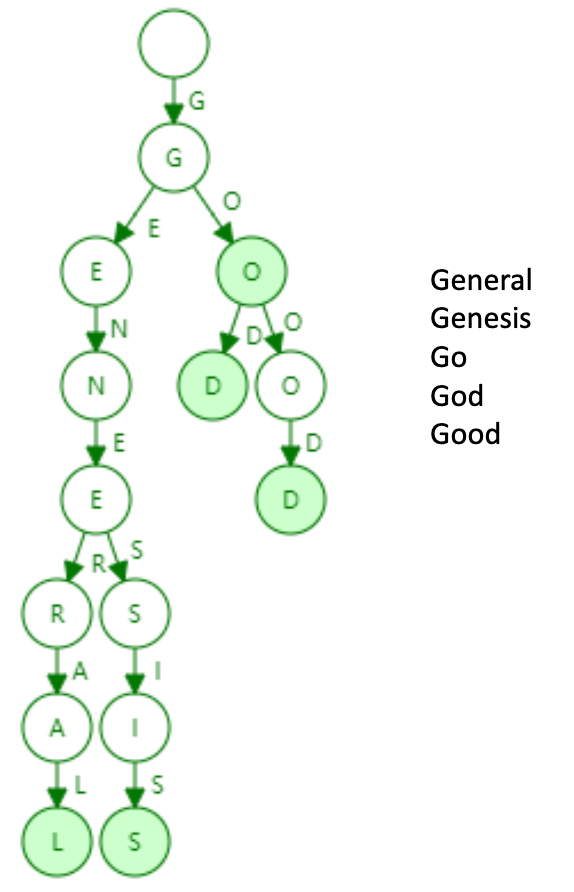 G
G
E O
E O
N D O
N D O
E D
E D
R S
R S
A I
A I
L S
L S
General
Genesis
Go
God
Good